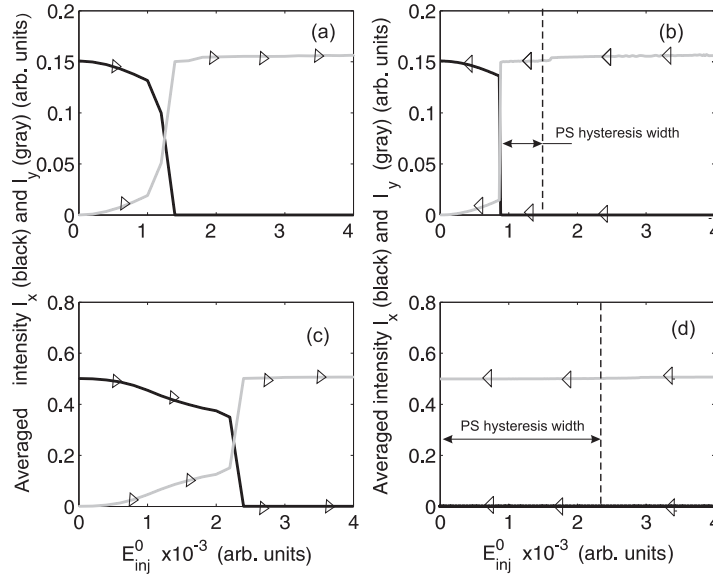 (a)
0.2
0.15
0.1
0.05
0
0 1 2 3 4
(b)
0.2
0.15
0.1
0.05
0
0 1 2 3 4
PS hysteresis width
(c)
0.8
0.6
0.4
0.2
0
0 1 2 3 4
E⁰inj x10⁻³ (arb. units)
(d)
0.8
0.6
0.4
0.2
0
0 1 2 3 4
PS hysteresis width
E⁰inj x10⁻³ (arb. units)
Averaged intensity I_x (black) and I_y (gray) (arb. units)
Averaged intensity I_x (black) and I_y (gray) (arb. units)